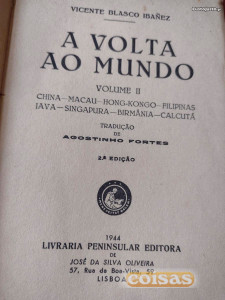 VICENTE BLASCO IBAÑEZ
A VOLTA
AO MUNDO
VOLUME II
CHINA—MACAU—HONG-KONGO—FILIPINAS
JAVA—SINGAPURA—BIRMÂNIA—CALCUTÁ
TRADUÇÃO
DE
AGOSTINHO FORTES
2.ª EDIÇÃO
1944
LIVRARIA PENINSULAR EDITORA
DE
JOSÉ DA SILVA OLIVEIRA
57, Rua de Boa-Vista,
LISBOA
coisas